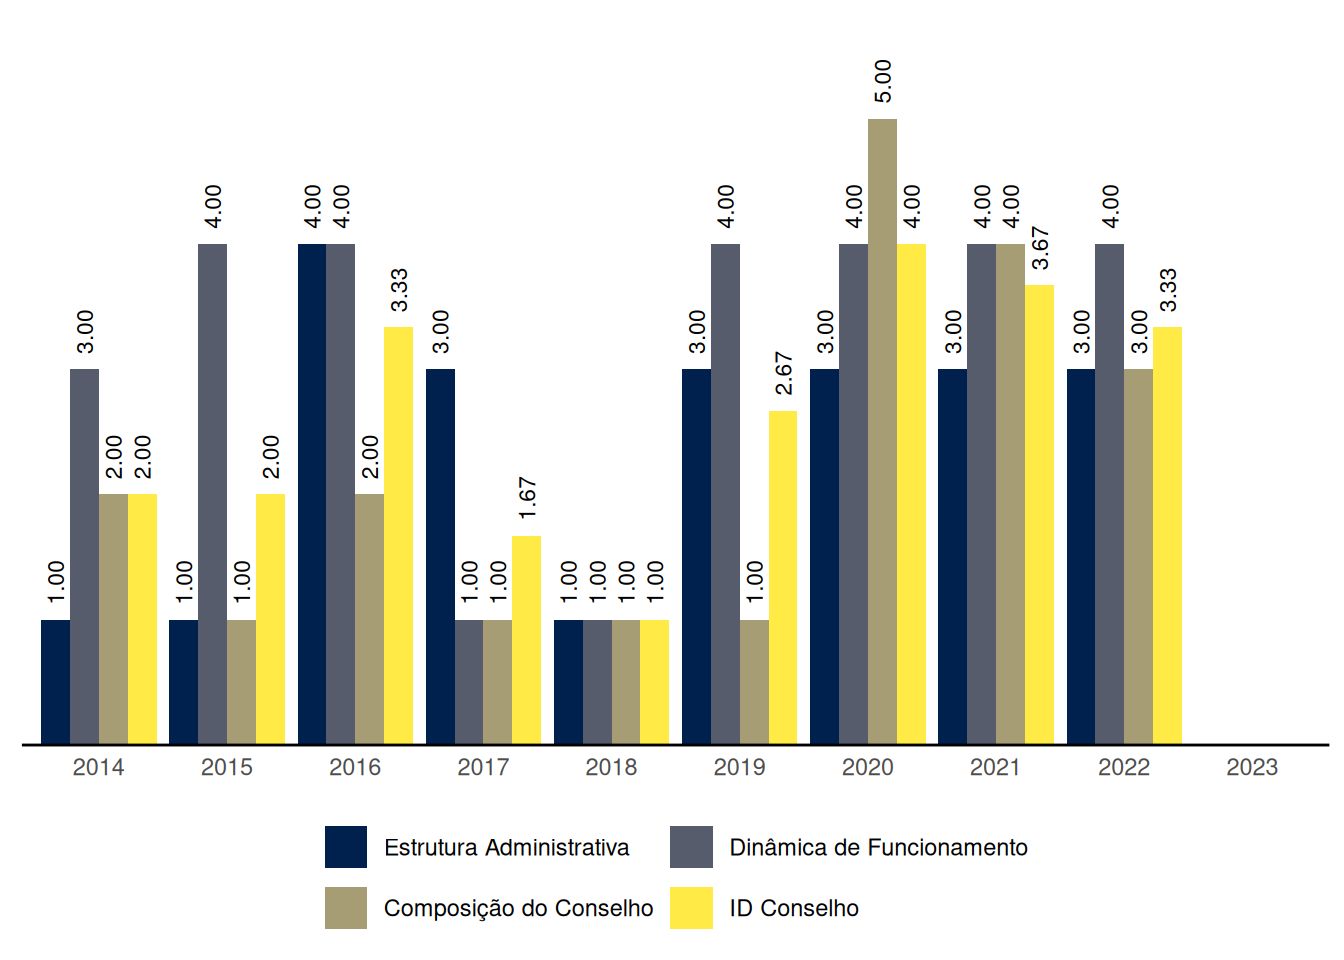 5.00
4.00 4.00 4.00 4.00 4.00 4.00 4.00 4.00 4.00
3.67
3.33 3.33
3.00 3.00 3.00 3.00 3.00 3.00 3.00
2.67
2.00 2.00 2.00 2.00
1.67
1.00 1.00 1.00 1.00 1.00 1.00 1.00 1.00 1.00 1.00
2014 2015 2016 2017 2018 2019 2020 2021 2022 2023
Estrutura Administrativa Dinâmica de Funcionamento
Composição do Conselho ID Conselho